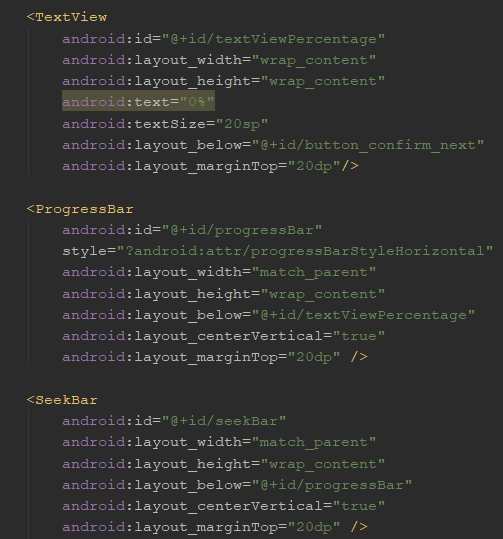 <TextView
android:id="@+id/textViewPercentage"
android:layout_width="wrap_content"
android:layout_height="wrap_content"
android:text="0%"
android:textSize="20sp"
android:layout_below="@+id/button_confirm_next"
android:layout_marginTop="20dp"/>
<ProgressBar
android:id="@+id/progressBar"
style="?android:attr/progressBarStyleHorizontal"
android:layout_width="match_parent"
android:layout_height="wrap_content"
android:layout_below="@+id/textViewPercentage"
android:layout_centerVertical="true"
android:layout_marginTop="20dp" />
<SeekBar
android:id="@+id/seekBar"
android:layout_width="match_parent"
android:layout_height="wrap_content"
android:layout_below="@+id/progressBar"
android:layout_centerVertical="true"
android:layout_marginTop="20dp" />